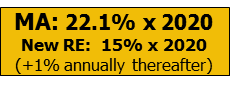 MA: 22.1% x 2020
New RE: 15% x 2020
(+1% annually thereafter)